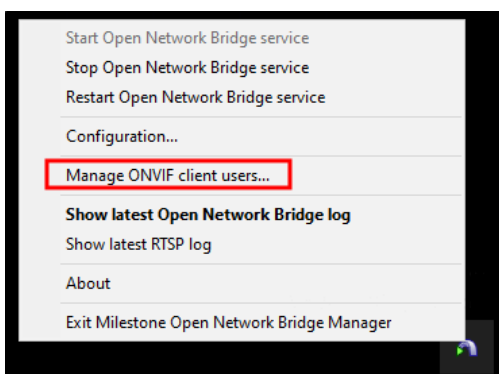 Start Open Network Bridge service
Stop Open Network Bridge service
Restart Open Network Bridge service
Configuration...
Manage ONVIF client users...
Show latest Open Network Bridge log
Show latest RTSP log
About
Exit Milestone Open Network Bridge Manager